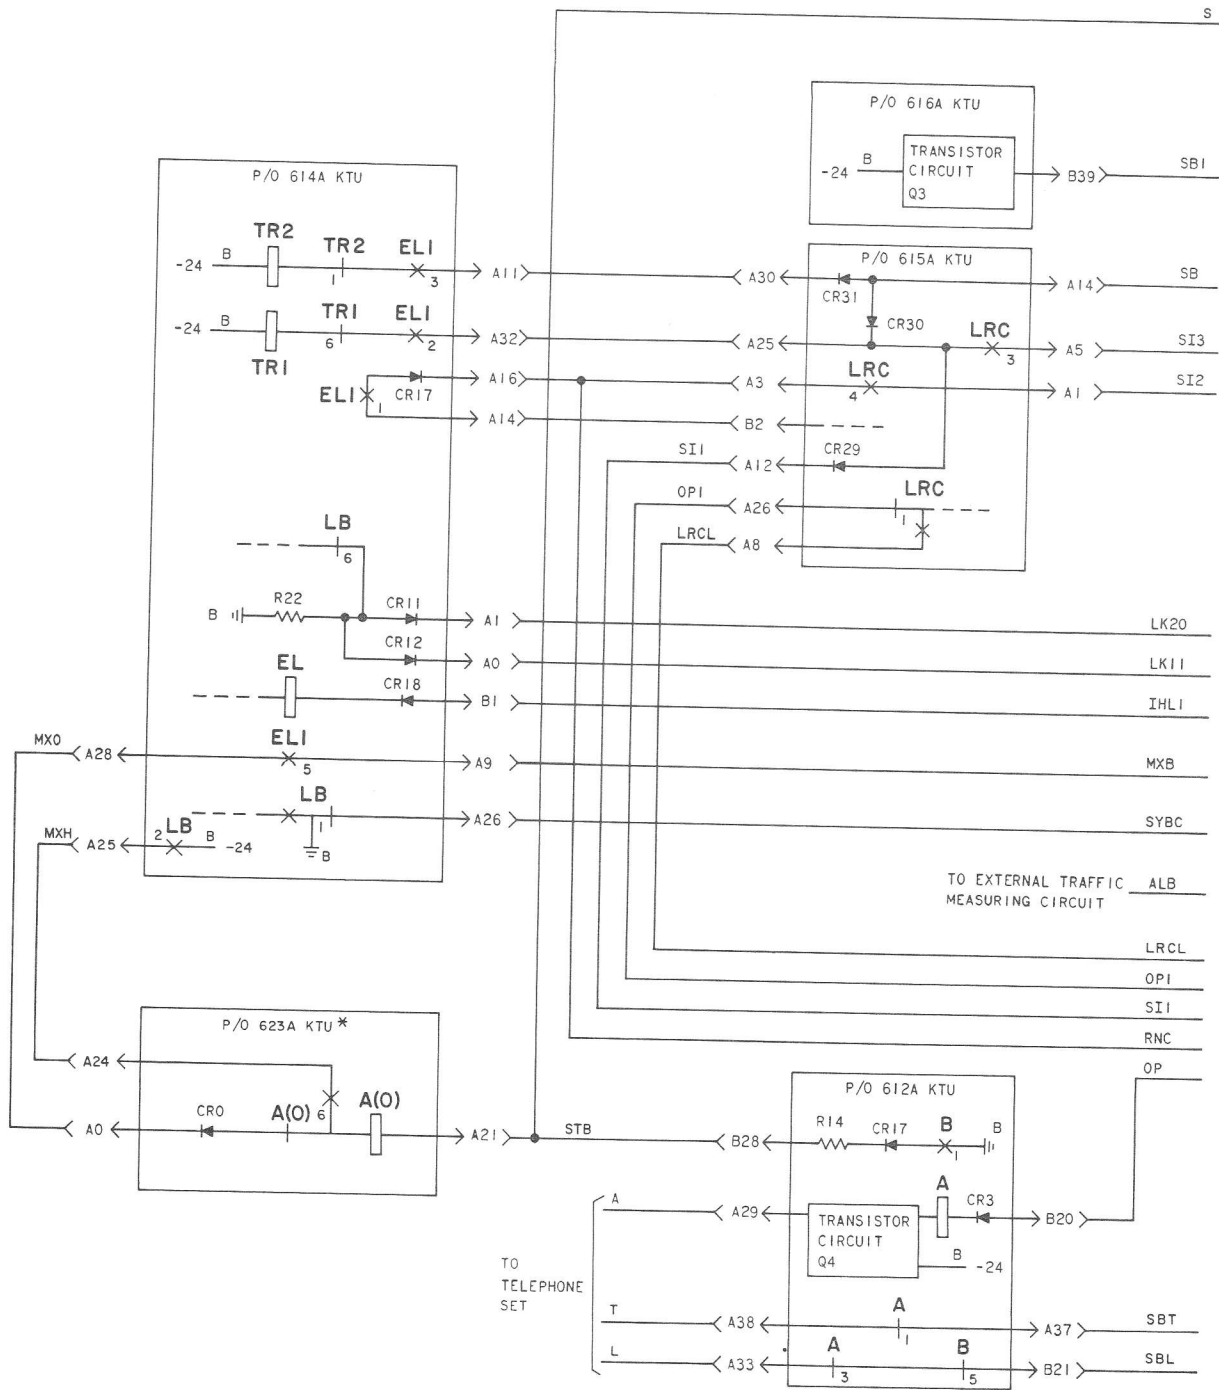 S
P/O 616A KTU
-24 B
TRANSISTOR
CIRCUIT
Q3
B39
SB1
P/O 614A KTU
-24 B TR2 TR2 1 EL1 3 A11
-24 B TR1 TR1 6 EL1 2 A32
EL1 1 CR17 A16
A14
P/O 615A KTU
A30 CR31 A14 SB
CR30
A25 LRC 3 A5 SI3
A3 LRC 4 A1 SI2
B2
SI1 A12 CR29
OP1 A26 LRC 1
LRCL A8
LB 6
B R22 CR11 A1 LK20
CR12 A0 LK11
EL CR18 B1 IHL1
MX0 A28 EL1 5 A9 MXB
LB 1 A26 SYBC
B
MXH A25 2 LB B -24
TO EXTERNAL TRAFFIC
MEASURING CIRCUIT
ALB
LRCL
OP1
SI1
RNC
OP
P/O 623A KTU *
A24
6
A0 CR0 A(0) A(0) A21 STB
P/O 612A KTU
B28 R14 CR17 B 1 B
TO
TELEPHONE
SET
A A29
TRANSISTOR
CIRCUIT
Q4
A CR3 B20
B -24
T A38 A 1 A37 SBT
L A33 A 3 B 5 B21 SBL